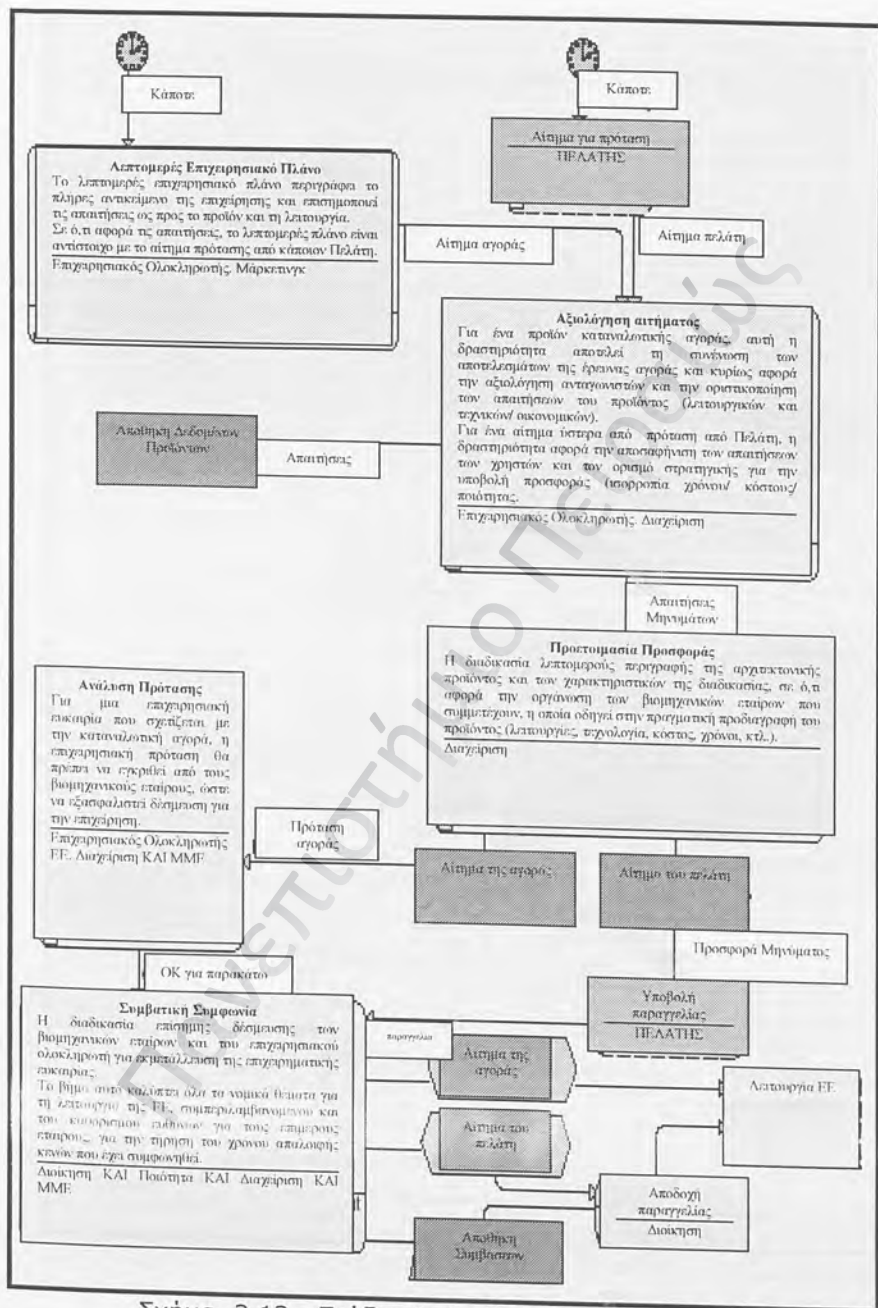 Κάποτε
Κάποτε
Αίτημα για πρόταση
ΠΕΛΑΤΗΣ
Λεπτομερές Επιχειρησιακό Πλάνο
Το λεπτομερές επιχειρησιακό πλάνο περιγράφει το
πλήρες αντικείμενο της επιχείρησης και επισημοποιεί
τις απαιτήσεις ως προς το προϊόν και τη λειτουργία.
Σε ό,τι αφορά τις απαιτήσεις, το λεπτομερές πλάνο είναι
αντίστοιχο με το αίτημα πρότασης από κάποιον Πελάτη.
Επιχειρησιακός Ολοκληρωτής. Μάρκετινγκ
Αίτημα αγοράς
Αίτημα πελάτη
Αξιολόγηση αιτήματος
Για ένα προϊόν καταναλωτικής αγοράς, αυτή η
δραστηριότητα αποτελεί τη συνένωση των
αποτελεσμάτων της έρευνας αγοράς και κυρίως αφορά
την αξιολόγηση ανταγωνιστών και την οριστικοποίηση
των απαιτήσεων του προϊόντος (λειτουργικών και
τεχνικών/ οικονομικών).
Για ένα αίτημα ύστερα από πρόταση από Πελάτη, η
δραστηριότητα αφορά την αποσαφήνιση των απαιτήσεων
των χρηστών και τον ορισμό στρατηγικής για την
υποβολή προσφοράς (ισορροπία χρόνου/ κόστους/
ποιότητας.
Επιχειρησιακός Ολοκληρωτής. Διαχείριση
Αποθήκη Δεδομένων
Προϊόντων
Απαιτήσεις
Απαιτήσεις
Μηνυμάτων
Προετοιμασία Προσφοράς
Η διαδικασία λεπτομερούς περιγραφής της αρχιτεκτονικής
προϊόντος και των χαρακτηριστικών της διαδικασίας, σε ό,τι
αφορά την οργάνωση των βιομηχανικών εταίρων που
συμμετέχουν, η οποία οδηγεί στην πραγματική προδιαγραφή του
προϊόντος (λειτουργίες, τεχνολογία, κόστος, χρόνοι, κτλ.).
Διαχείριση
Ανάλυση Πρότασης
Για μια επιχειρησιακή
ευκαιρία που σχετίζεται με
την καταναλωτική αγορά, η
επιχειρησιακή πρόταση θα
πρέπει να εγκριθεί από τους
βιομηχανικούς εταίρους, ώστε
να εξασφαλιστεί δέσμευση για
την επιχείρηση.
Επιχειρησιακός Ολοκληρωτής
ΕΕ. Διαχείριση ΚΑΙ ΜΜΕ
Πρόταση
αγοράς
Αίτημα της αγοράς
Αίτημα του πελάτη
Προσφορά Μηνύματος
ΟΚ για παρακάτω
Υποβολή
παραγγελίας
ΠΕΛΑΤΗΣ
Συμβατική Συμφωνία
Η διαδικασία επίσημης δέσμευσης των
βιομηχανικών εταίρων και του επιχειρησιακού
ολοκληρωτή για εκμετάλλευση της επιχειρηματικής
ευκαιρίας.
Το βήμα αυτό καλύπτει όλα τα νομικά θέματα για
τη λειτουργία της ΕΕ, συμπεριλαμβανομένου και
του καθορισμού ευθυνών για τους επιμέρους
εταίρους, για την τήρηση του χρόνου απαλοιφής
κενών που έχει συμφωνηθεί.
Διοίκηση ΚΑΙ Ποιότητα ΚΑΙ Διαχείριση ΚΑΙ
ΜΜΕ
παραγγελία
Αίτημα της
αγοράς
Λειτουργία ΕΕ
Αίτημα του
πελάτη
Αποδοχή
παραγγελίας
Διοίκηση
Αποθήκη
Συμβάσεων
Πανεπιστήμιο Πειραιώς